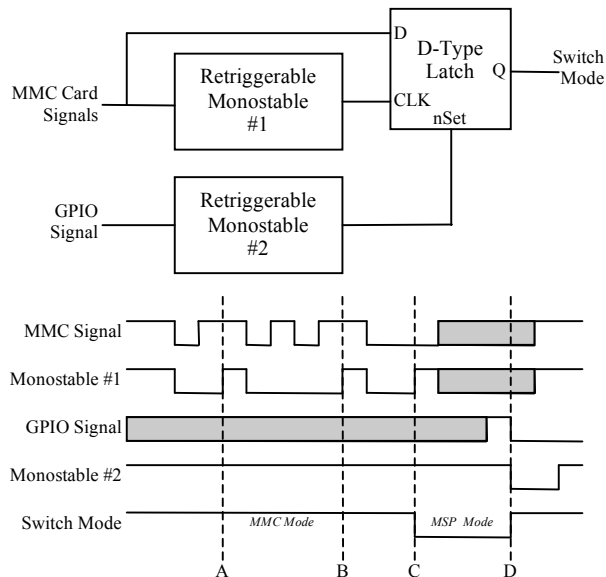 D
D-Type
Latch
Q
CLK
nSet
Switch
Mode
MMC Card
Signals
Retriggerable
Monostable
#1
GPIO
Signal
Retriggerable
Monostable
#2
MMC Signal
Monostable #1
GPIO Signal
Monostable #2
Switch Mode
MMC Mode
MSP Mode
A
B
C
D